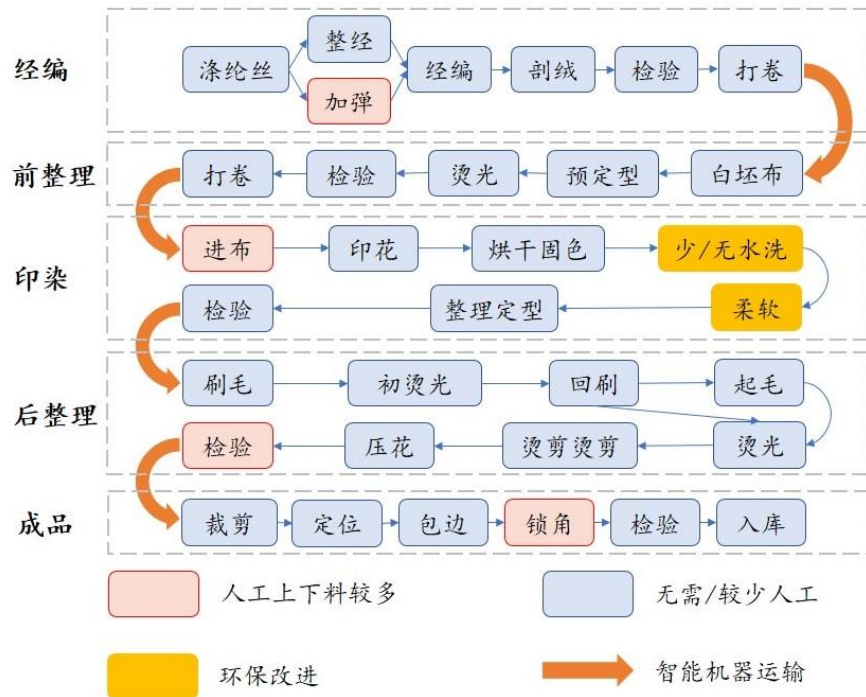 经编
涤纶丝
整经
加弹
经编
剖绒
检验
打卷
前整理
打卷
检验
烫光
预定型
白坯布
印染
进布
印花
烘干固色
少/无水洗
检验
整理定型
柔软
后整理
刷毛
初烫光
回刷
起毛
检验
压花
烫剪烫剪
烫光
成品
裁剪
定位
包边
锁角
检验
入库
人工上下料较多
无需/较少人工
环保改进
智能机器运输